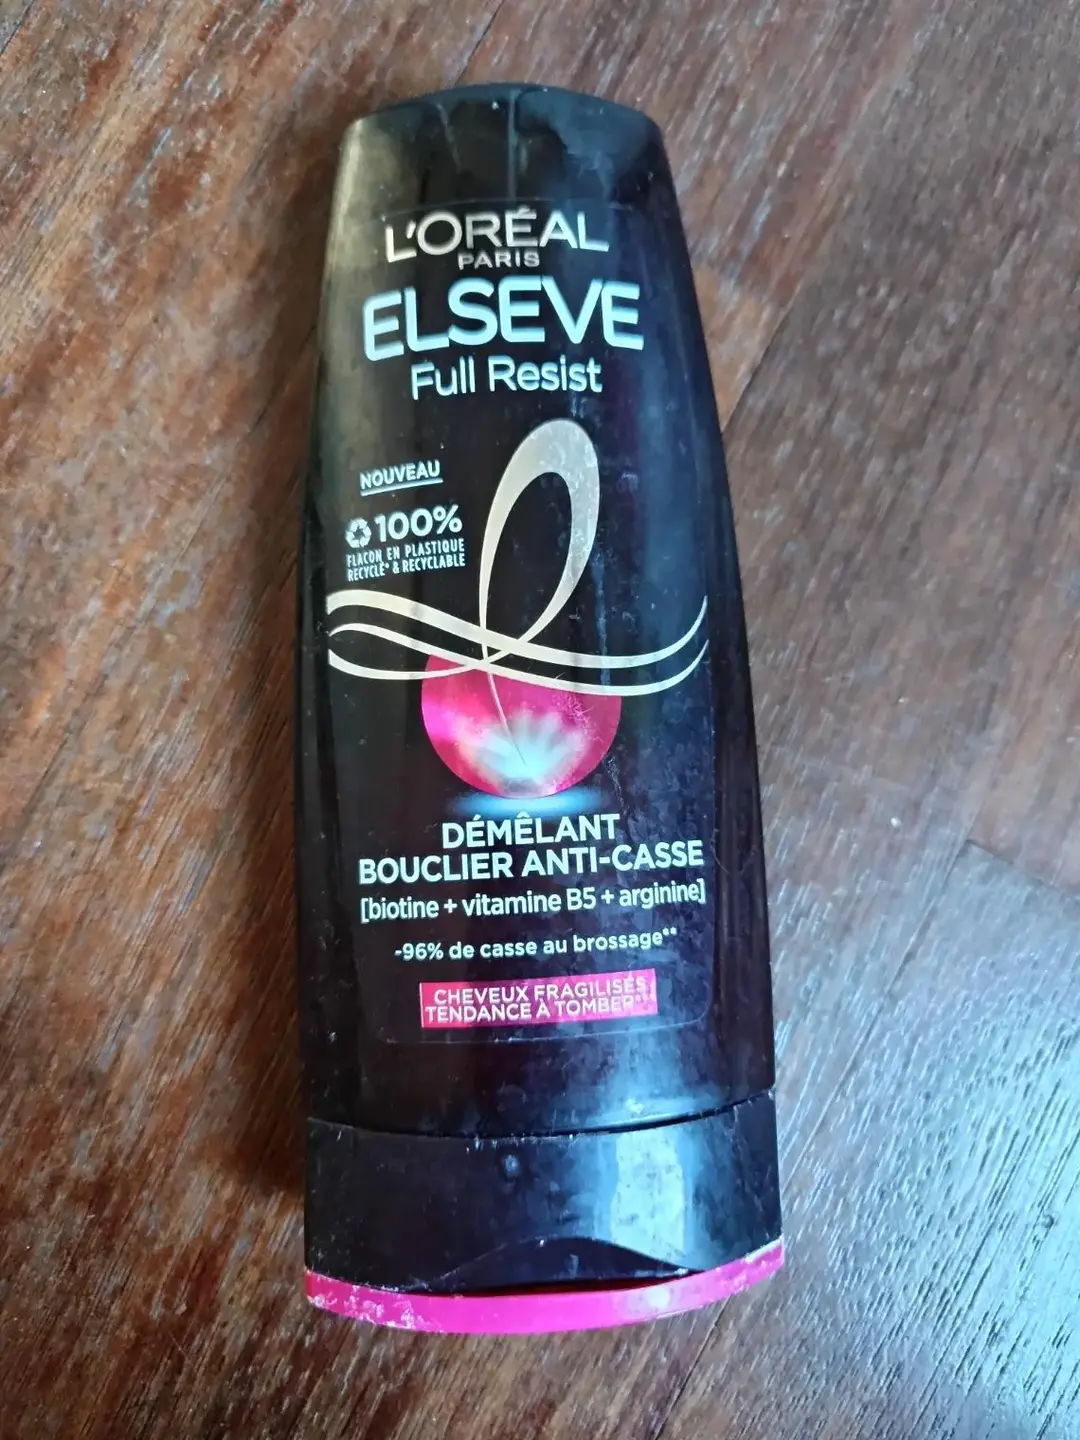 L'ORÉAL
PARIS
ELSEVE
Full Resist
NOUVEAU
100%
FLACON EN PLASTIQUE
RECYCLÉ* & RECYCLABLE
DÉMÊLANT
BOUCLIER ANTI-CASSE
[biotine + vitamine B5 + arginine]
-96% de casse au brossage**
CHEVEUX FRAGILISÉS,
TENDANCE À TOMBER***